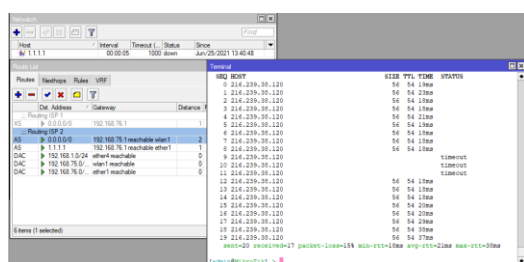 Netwatch
Find
Host Interval Timeout (... Status Since
1.1.1.1 00:00:05 1000 down Jun/25/2021 13:40:48
Route List
Routes Nexthops Rules VRF
Dst. Address Gateway Distance
::: Routing ISP 1
XS 0.0.0.0/0 192.168.76.1 1
::: Routing ISP 2
AS 0.0.0.0/0 192.168.75.1 reachable wlan1 2
AS 1.1.1.1 192.168.76.1 reachable ether1 1
DAC 192.168.1.0/24 ether4 reachable 0
DAC 192.168.75.0/... wlan1 reachable 0
DAC 192.168.76.0/... ether1 reachable 0
6 items (1 selected)
Terminal
SEQ HOST SIZE TTL TIME STATUS
0 216.239.38.120 56 54 19ms
1 216.239.38.120 56 54 23ms
2 216.239.38.120 56 54 18ms
3 216.239.38.120 56 54 18ms
4 216.239.38.120 56 54 21ms
5 216.239.38.120 56 54 19ms
6 216.239.38.120 56 54 18ms
7 216.239.38.120 56 54 18ms
8 216.239.38.120 56 54 18ms
9 216.239.38.120 timeout
10 216.239.38.120 timeout
11 216.239.38.120 timeout
12 216.239.38.120 56 54 18ms
13 216.239.38.120 56 54 18ms
14 216.239.38.120 56 54 18ms
15 216.239.38.120 56 54 20ms
16 216.239.38.120 56 54 20ms
17 216.239.38.120 56 54 29ms
18 216.239.38.120 56 54 38ms
19 216.239.38.120 56 54 37ms
sent=20 received=17 packet-loss=15% min-rtt=18ms avg-rtt=21ms max-rtt=38ms